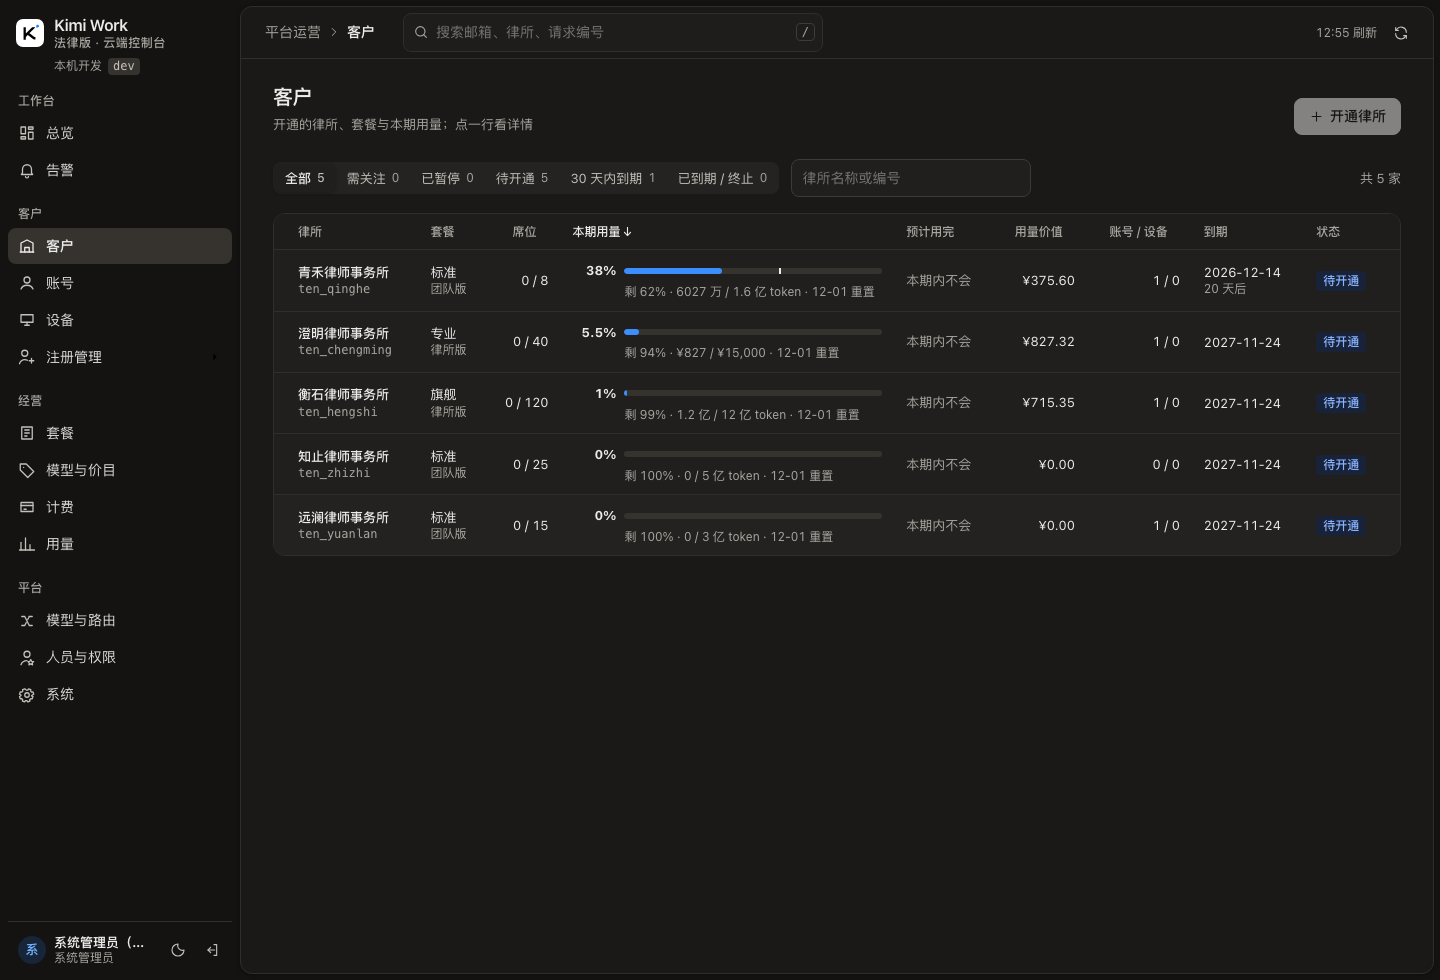 Kimi Work
法律版 · 云端控制台
本机开发 dev
工作台
总览
告警
客户
客户
账号
设备
注册管理
经营
套餐
模型与价目
计费
用量
平台
模型与路由
人员与权限
系统
系 系统管理员（...
系统管理员
平台运营 > 客户
搜索邮箱、律所、请求编号 /
12:55 刷新
客户
开通的律所、套餐与本期用量；点一行看详情
+ 开通律所
全部 5 需关注 0 已暂停 0 待开通 5 30 天内到期 1 已到期 / 终止 0
律所名称或编号
共 5 家
律所 套餐 席位 本期用量 ↓ 预计用完 用量价值 账号 / 设备 到期 状态
青禾律师事务所 标准 0 / 8 38% 本期内不会 ¥375.60 1 / 0 2026-12-14 待开通
ten_qinghe 团队版 剩 62% · 6027 万 / 1.6 亿 token · 12-01 重置 20 天后
澄明律师事务所 专业 0 / 40 5.5% 本期内不会 ¥827.32 1 / 0 2027-11-24 待开通
ten_chengming 律所版 剩 94% · ¥827 / ¥15,000 · 12-01 重置
衡石律师事务所 旗舰 0 / 120 1% 本期内不会 ¥715.35 1 / 0 2027-11-24 待开通
ten_hengshi 律所版 剩 99% · 1.2 亿 / 12 亿 token · 12-01 重置
知止律师事务所 标准 0 / 25 0% 本期内不会 ¥0.00 0 / 0 2027-11-24 待开通
ten_zhizhi 团队版 剩 100% · 0 / 5 亿 token · 12-01 重置
远澜律师事务所 标准 0 / 15 0% 本期内不会 ¥0.00 1 / 0 2027-11-24 待开通
ten_yuanlan 团队版 剩 100% · 0 / 3 亿 token · 12-01 重置